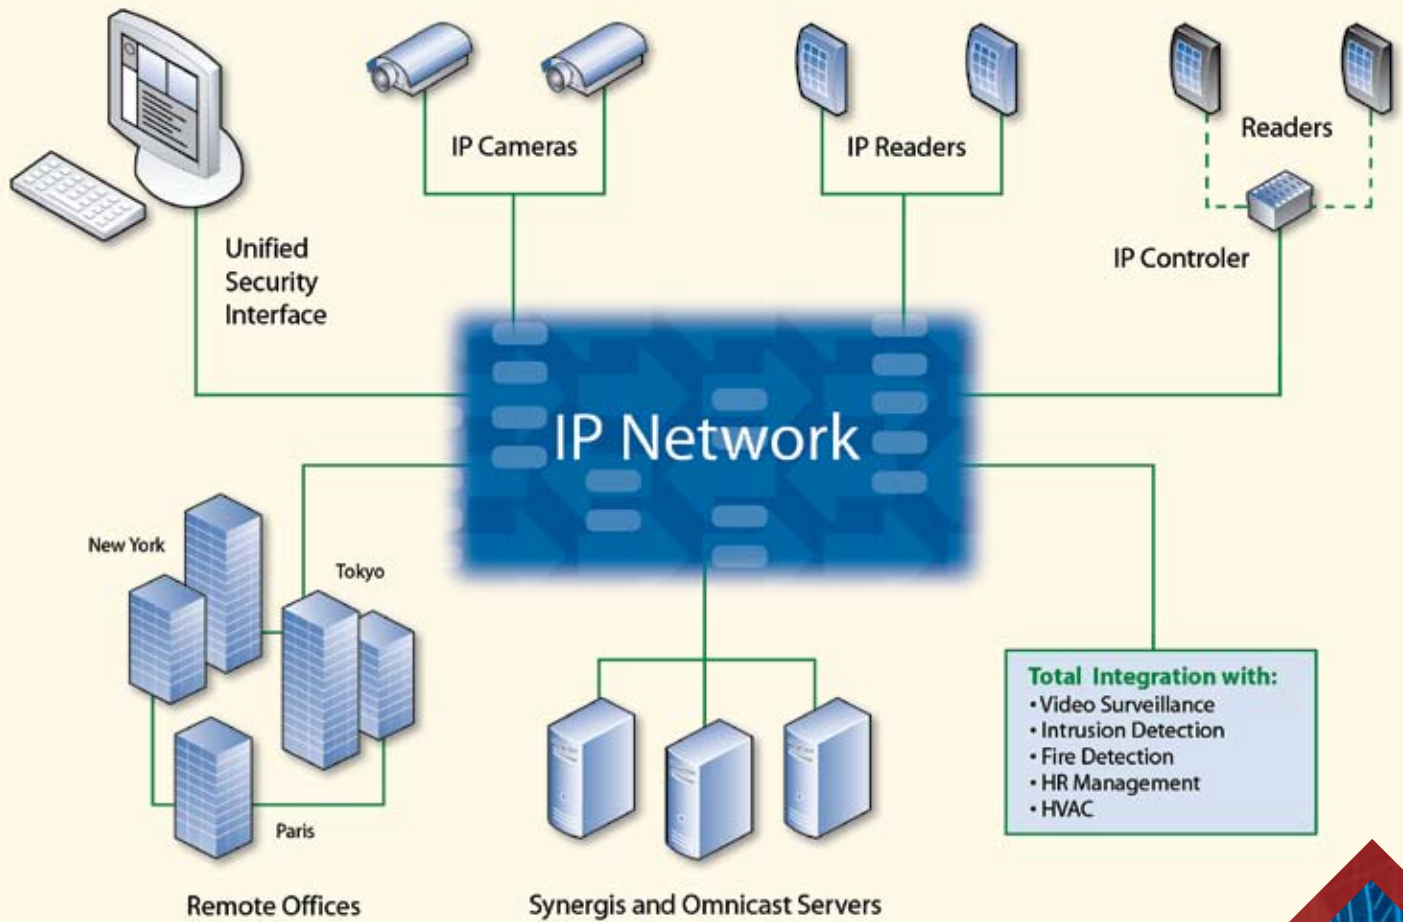 IP Cameras
IP Readers
Readers
Unified
Security
Interface
IP Controler
IP Network
New York
Tokyo
Paris
Remote Offices
Synergis and Omnicast Servers
Total Integration with:
• Video Surveillance
• Intrusion Detection
• Fire Detection
• HR Management
• HVAC